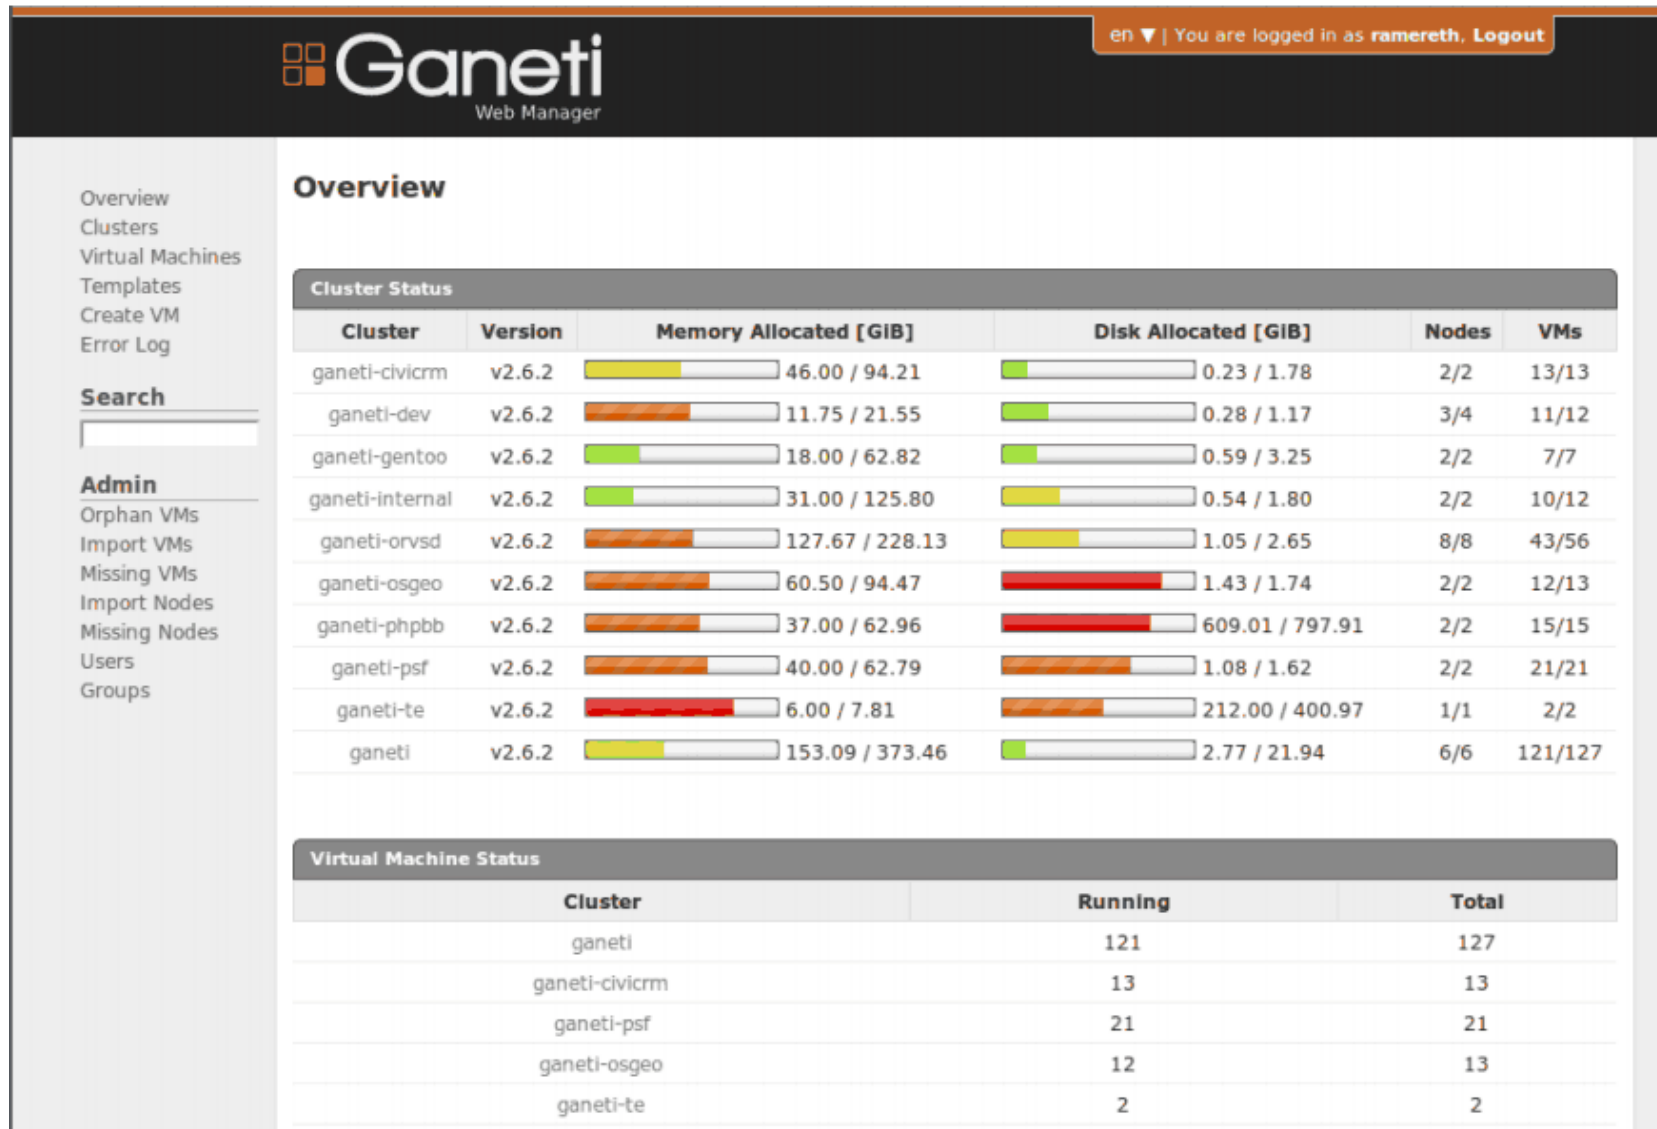 en ▼ | You are logged in as ramereth, Logout
Ganeti
Web Manager
Overview
Clusters
Virtual Machines
Templates
Create VM
Error Log
Search
Admin
Orphan VMs
Import VMs
Missing VMs
Import Nodes
Missing Nodes
Users
Groups
Overview
Cluster Status
Cluster Version Memory Allocated [GiB] Disk Allocated [GiB] Nodes VMs
ganeti-civicrm v2.6.2 46.00 / 94.21 0.23 / 1.78 2/2 13/13
ganeti-dev v2.6.2 11.75 / 21.55 0.28 / 1.17 3/4 11/12
ganeti-gentoo v2.6.2 18.00 / 62.82 0.59 / 3.25 2/2 7/7
ganeti-internal v2.6.2 31.00 / 125.80 0.54 / 1.80 2/2 10/12
ganeti-orvsd v2.6.2 127.67 / 228.13 1.05 / 2.65 8/8 43/56
ganeti-osgeo v2.6.2 60.50 / 94.47 1.43 / 1.74 2/2 12/13
ganeti-phpbb v2.6.2 37.00 / 62.96 609.01 / 797.91 2/2 15/15
ganeti-psf v2.6.2 40.00 / 62.79 1.08 / 1.62 2/2 21/21
ganeti-te v2.6.2 6.00 / 7.81 212.00 / 400.97 1/1 2/2
ganeti v2.6.2 153.09 / 373.46 2.77 / 21.94 6/6 121/127
Virtual Machine Status
Cluster Running Total
ganeti 121 127
ganeti-civicrm 13 13
ganeti-psf 21 21
ganeti-osgeo 12 13
ganeti-te 2 2